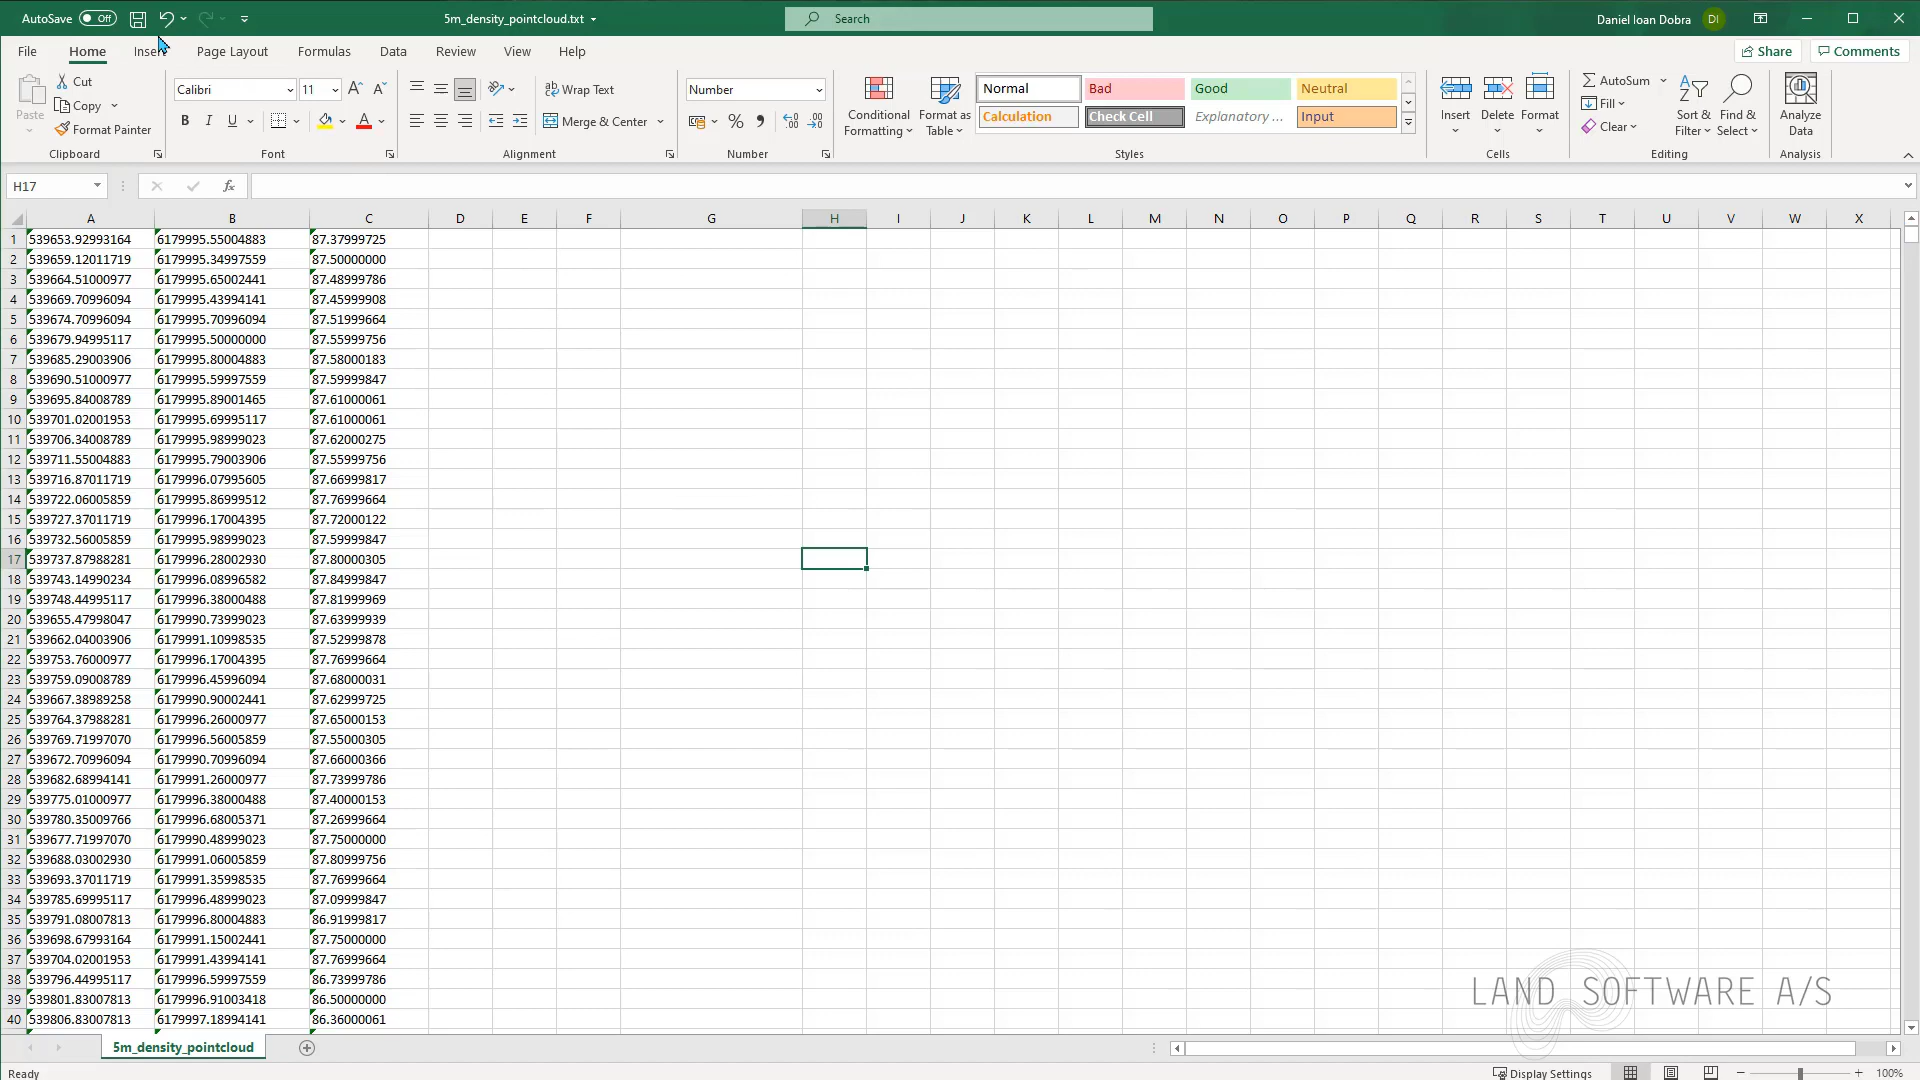 AutoSave Off 5m_density_pointcloud.txt Search Daniel Ioan Dobra DI
File Home Insert Page Layout Formulas Data Review View Help Share Comments
Cut Calibri 11 Wrap Text Number Normal Bad Good Neutral AutoSum
Copy Fill
Paste Format Painter Merge & Center Conditional Formatting Format as Table Calculation Check Cell Explanatory ... Input Insert Delete Format Clear Sort & Filter Find & Select Analyze Data
Clipboard Font Alignment Number Styles Cells Editing Analysis
H17 fx
A B C D E F G H I J K L M N O P Q R S T U V W X
1 539653.92993164 6179995.55004883 87.37999725
2 539659.12011719 6179995.34997559 87.50000000
3 539664.51000977 6179995.65002441 87.48999786
4 539669.70996094 6179995.43994141 87.45999908
5 539674.70996094 6179995.70996094 87.51999664
6 539679.94995117 6179995.50000000 87.55999756
7 539685.29003906 6179995.80004883 87.58000183
8 539690.51000977 6179995.59997559 87.59999847
9 539695.84008789 6179995.89001465 87.61000061
10 539701.02001953 6179995.69995117 87.61000061
11 539706.34008789 6179995.98999023 87.62000275
12 539711.55004883 6179995.79003906 87.55999756
13 539716.87011719 6179996.07995605 87.66999817
14 539722.06005859 6179995.86999512 87.76999664
15 539727.37011719 6179996.17004395 87.72000122
16 539732.56005859 6179995.98999023 87.59999847
17 539737.87988281 6179996.28002930 87.80000305
18 539743.14990234 6179996.08996582 87.84999847
19 539748.44995117 6179996.38000488 87.81999969
20 539655.47998047 6179990.73999023 87.63999939
21 539662.04003906 6179991.10998535 87.52999878
22 539753.76000977 6179996.17004395 87.76999664
23 539759.09008789 6179996.45996094 87.68000031
24 539667.38989258 6179990.90002441 87.62999725
25 539764.37988281 6179996.26000977 87.65000153
26 539769.71997070 6179996.56005859 87.55000305
27 539672.70996094 6179990.70996094 87.66000366
28 539682.68994141 6179991.26000977 87.73999786
29 539775.01000977 6179996.38000488 87.40000153
30 539780.35009766 6179996.68005371 87.26999664
31 539677.71997070 6179990.48999023 87.75000000
32 539688.03002930 6179991.06005859 87.80999756
33 539693.37011719 6179991.35998535 87.76999664
34 539785.69995117 6179996.48999023 87.09999847
35 539791.08007813 6179996.80004883 86.91999817
36 539698.67993164 6179991.15002441 87.75000000
37 539704.02001953 6179991.43994141 87.76999664
38 539796.44995117 6179996.59997559 86.73999786
39 539801.83007813 6179996.91003418 86.50000000
40 539806.83007813 6179997.18994141 86.36000061
LAND SOFTWARE A/S
5m_density_pointcloud
Ready Display Settings 100%